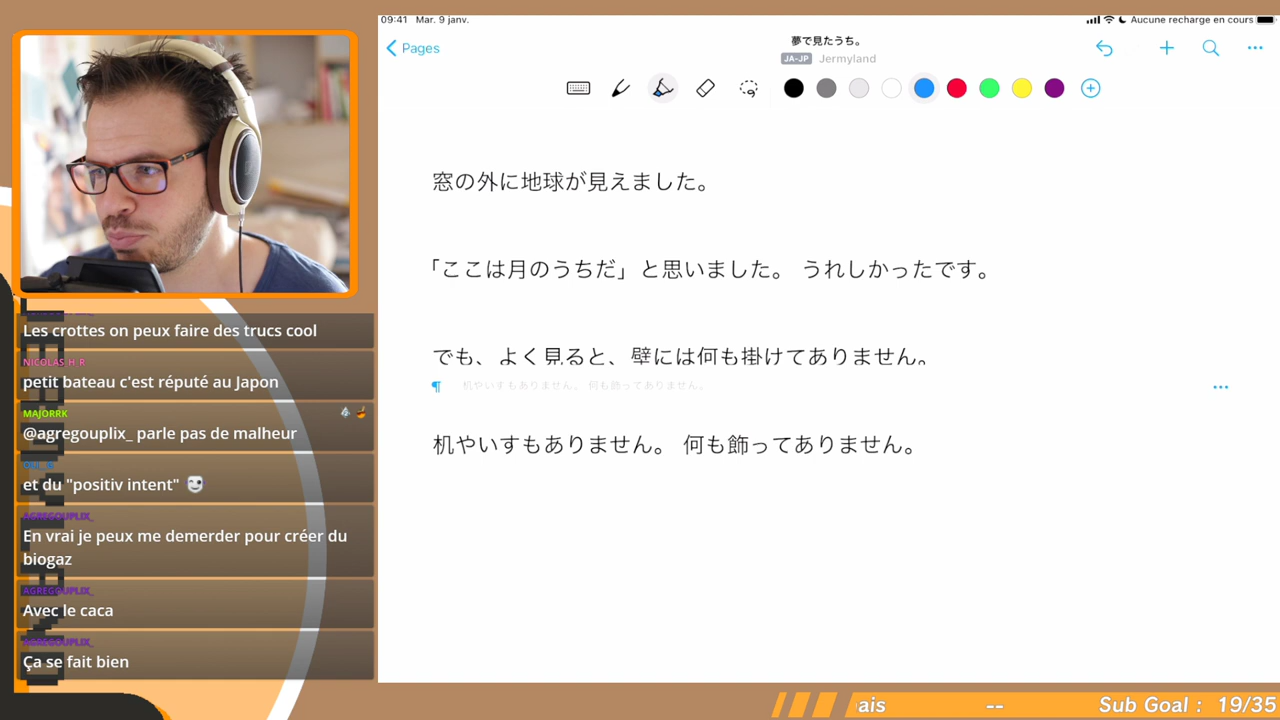 09:41 Mar. 9 janv.
Aucune recharge en cours
Pages
夢で見たうち。
JA-JP Jermyland
窓の外に地球が見えました。
「ここは月のうちだ」と思いました。 うれしかったです。
でも、よく見ると、壁には何も掛けてありません。
¶ 机やいすもありません。 何も飾ってありません。
机やいすもありません。 何も飾ってありません。
Les crottes on peux faire des trucs cool
NICOLAS_H_R
petit bateau c'est réputé au Japon
MAJORRK
@agregouplix_ parle pas de malheur
et du "positiv intent"
AGREGOUPLIX_
En vrai je peux me demerder pour créer du
biogaz
AGREGOUPLIX_
Avec le caca
AGREGOUPLIX_
Ça se fait bien
ais -- Sub Goal : 19/35